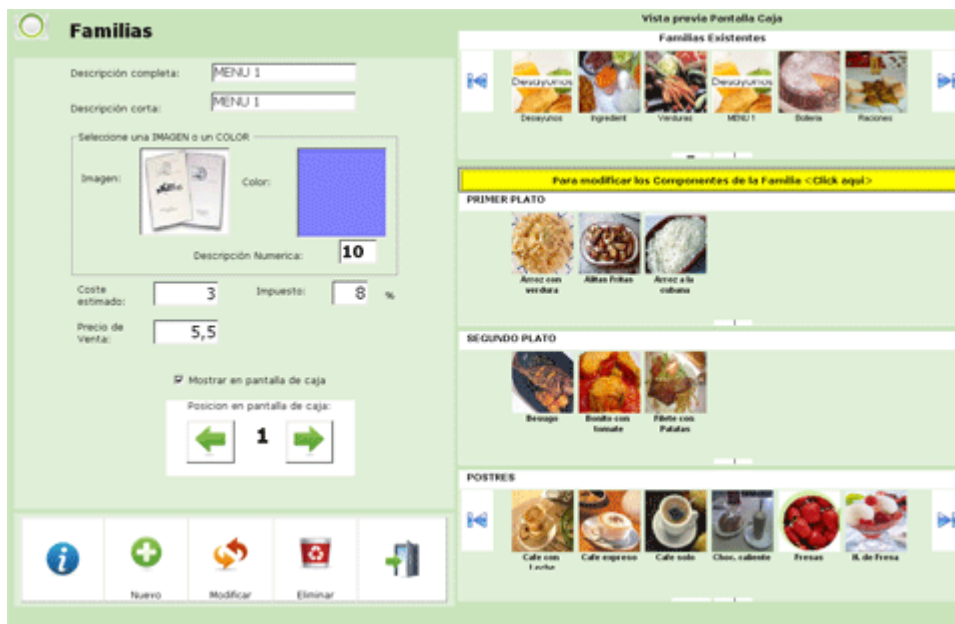 Familias
Descripción completa: MENU 1
Descripción corta: MENU 1
Seleccione una IMAGEN o un COLOR
Imagen: Color:
Descripción Numerica: 10
Coste estimado: 3 Impuesto: 8 %
Precio de Venta: 5,5
Mostrar en pantalla de caja
Posicion en pantalla de caja:
1
Nuevo Modificar Eliminar
Vista previa Pantalla Caja
Familias Existentes
Desayunos Desayunos
Desayunos Ingredient Verduras MENU 1 Bolleria Raciones
Para modificar los Componentes de la Familia <Click aqui>
PRIMER PLATO
Arroz con verdura Alitas Fritas Arroz a la cubana
SEGUNDO PLATO
Besugo Bonito con tomate Filete con Patatas
POSTRES
Cafe con Leche Cafe expreso Cafe solo Choc. caliente Fresas H. de Fresa